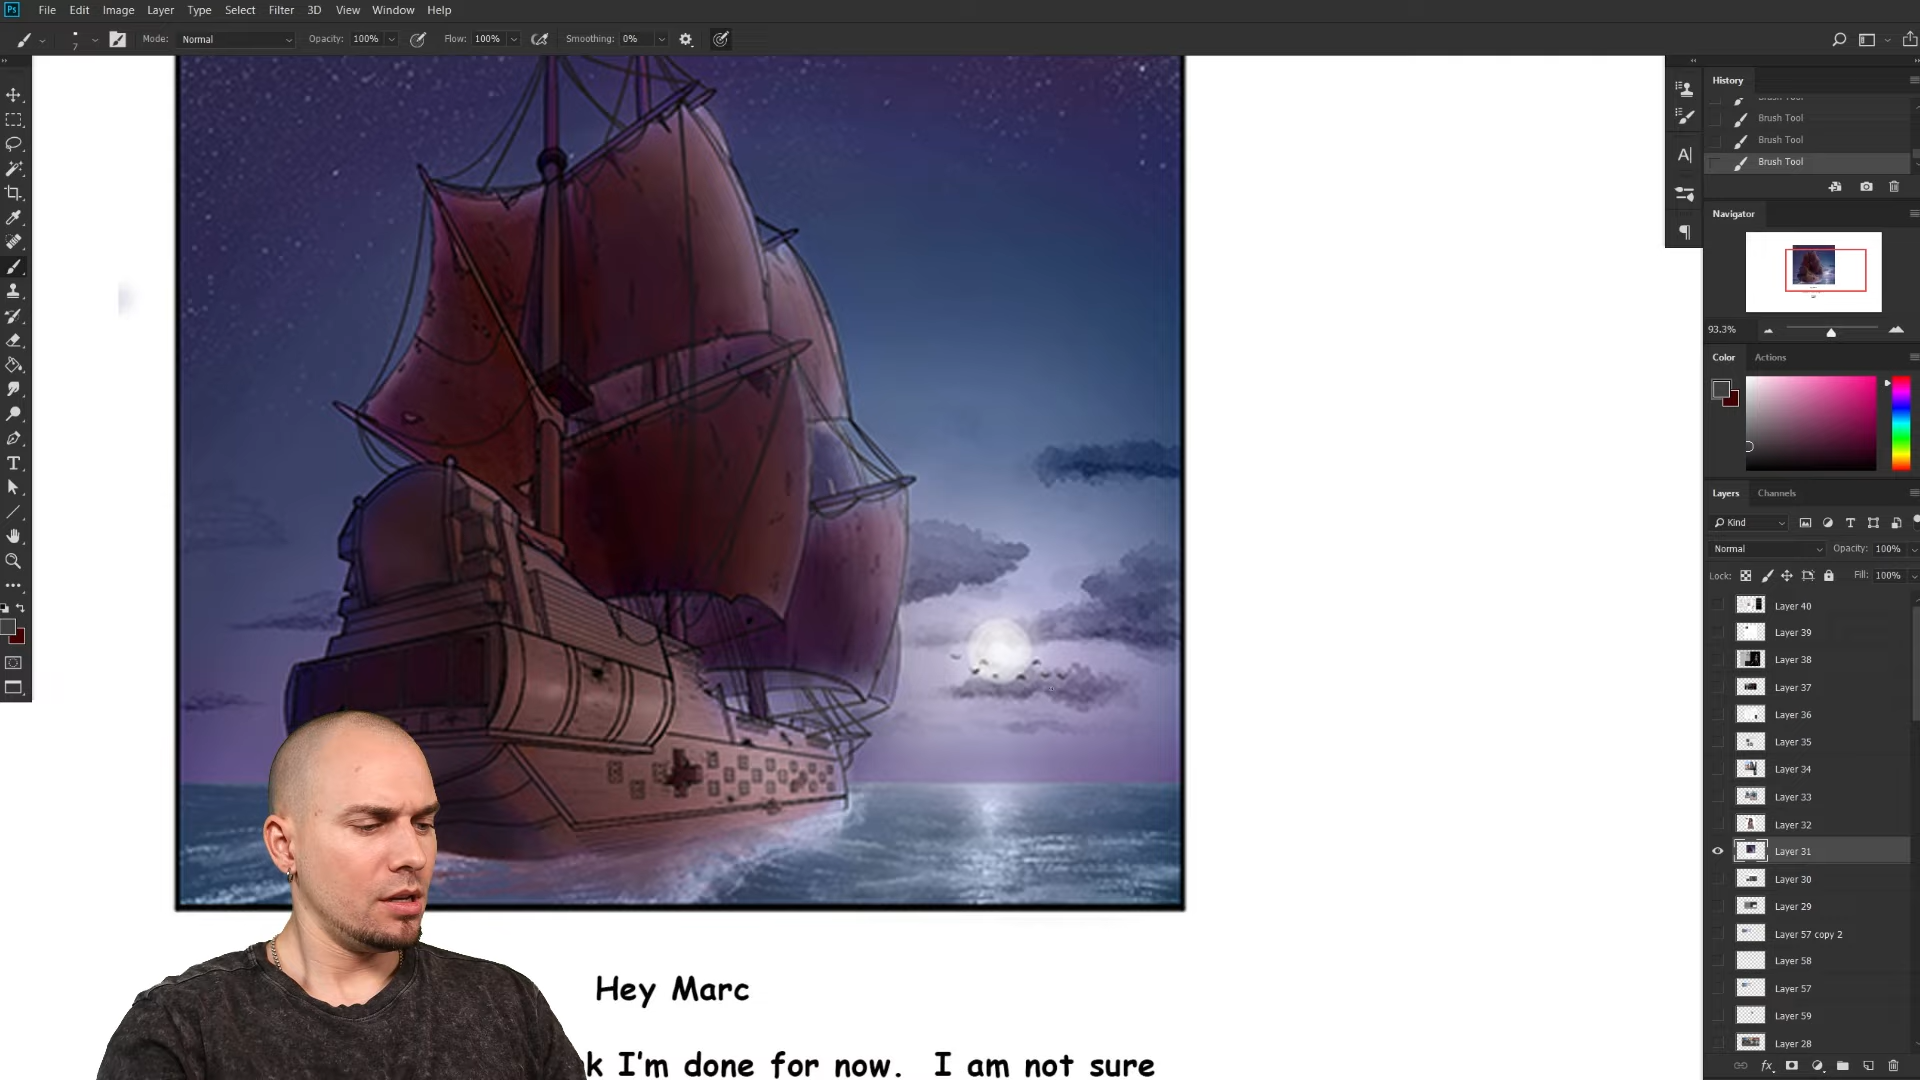 Ps File Edit Image Layer Type Select Filter 3D View Window Help
7 Mode: Normal Opacity: 100% Flow: 100% Smoothing: 0%
History
Brush Tool
Brush Tool
Brush Tool
Navigator
93.3%
Color Actions
Layers Channels
Kind
Normal Opacity: 100%
Lock: Fill: 100%
Layer 40
Layer 39
Layer 38
Layer 37
Layer 36
Layer 35
Layer 34
Layer 33
Layer 32
Layer 31
Layer 30
Layer 29
Layer 57 copy 2
Layer 58
Layer 57
Layer 59
Layer 28
fx
Hey Marc
I'm done for now. I am not sure